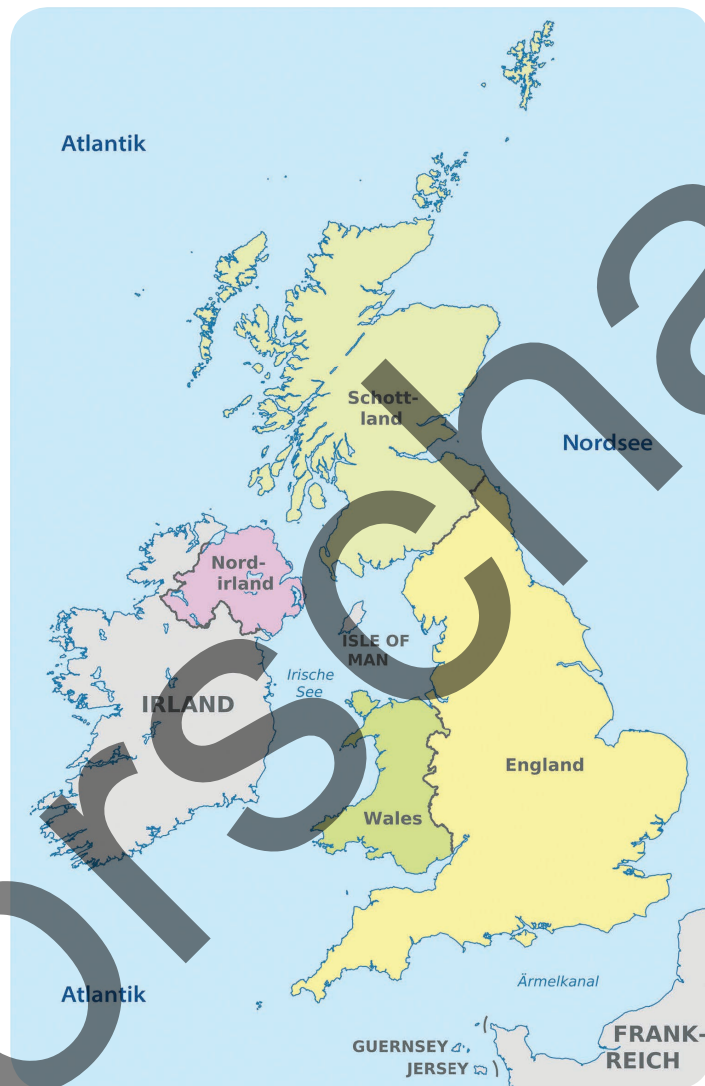 Atlantik
Schott-
land
Nordsee
Nord-
irland
ISLE OF
MAN
Irische
See
IRLAND
England
Wales
Atlantik
Ärmelkanal
FRANK-
REICH
GUERNSEY
JERSEY
orscha